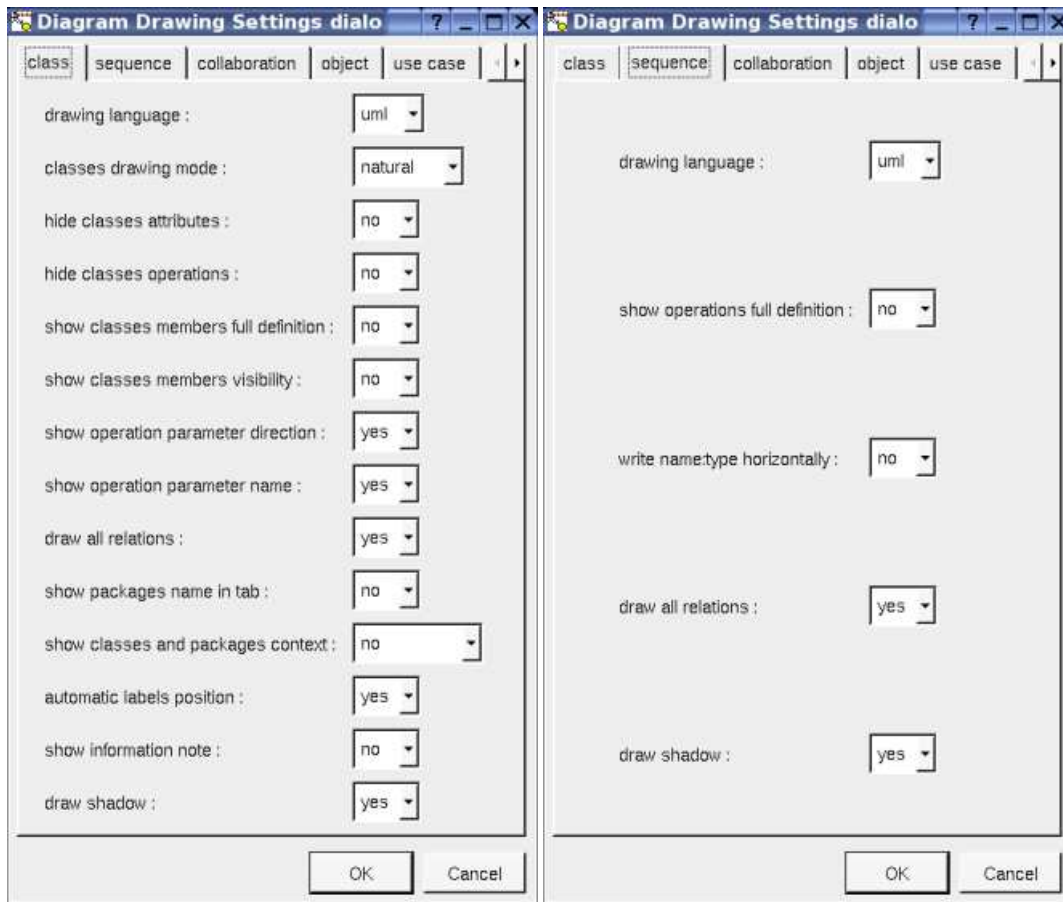 Diagram Drawing Settings dialo
class sequence collaboration object use case
drawing language : uml
classes drawing mode : natural
hide classes attributes : no
hide classes operations : no
show classes members full definition : no
show classes members visibility : no
show operation parameter direction : yes
show operation parameter name : yes
draw all relations : yes
show packages name in tab : no
show classes and packages context : no
automatic labels position : yes
show information note : no
draw shadow : yes
OK Cancel
Diagram Drawing Settings dialo
class sequence collaboration object use case
drawing language : uml
show operations full definition : no
write name:type horizontally : no
draw all relations : yes
draw shadow : yes
OK Cancel